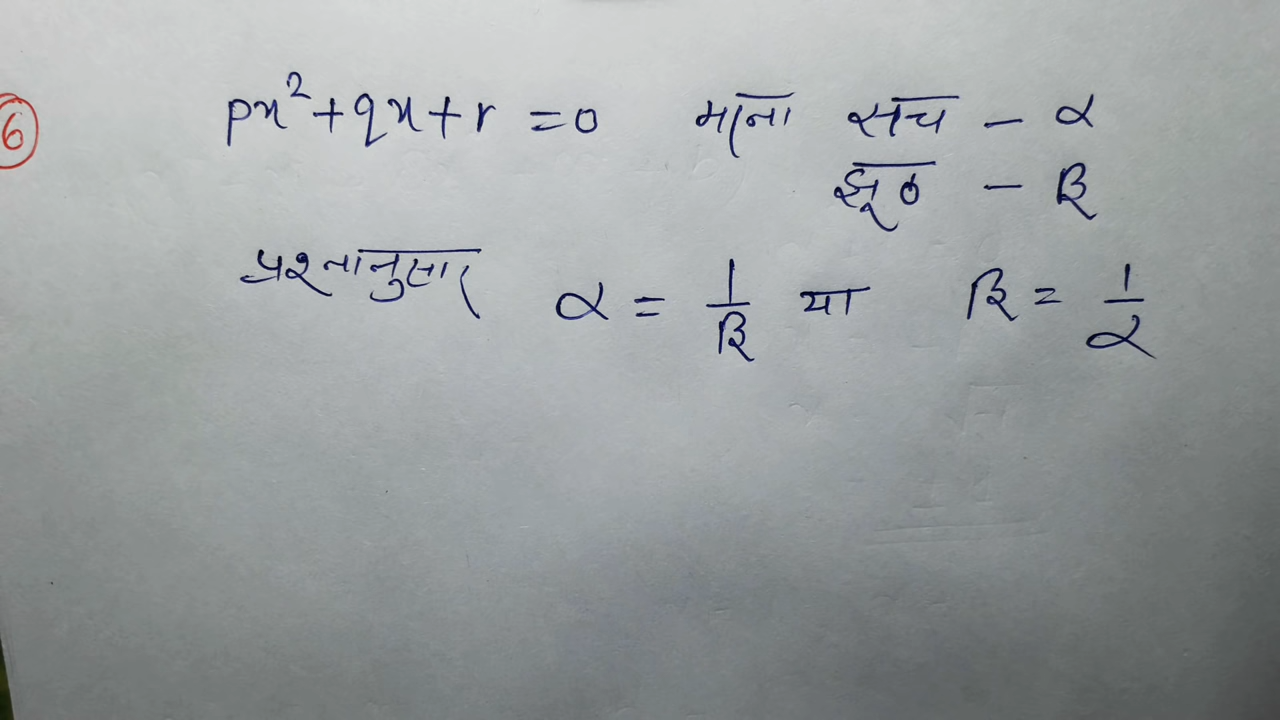 6 px²+qx+r =0 माना सच – α
झूठ – β
प्रश्नानुसार α = 1/β या β = 1/α